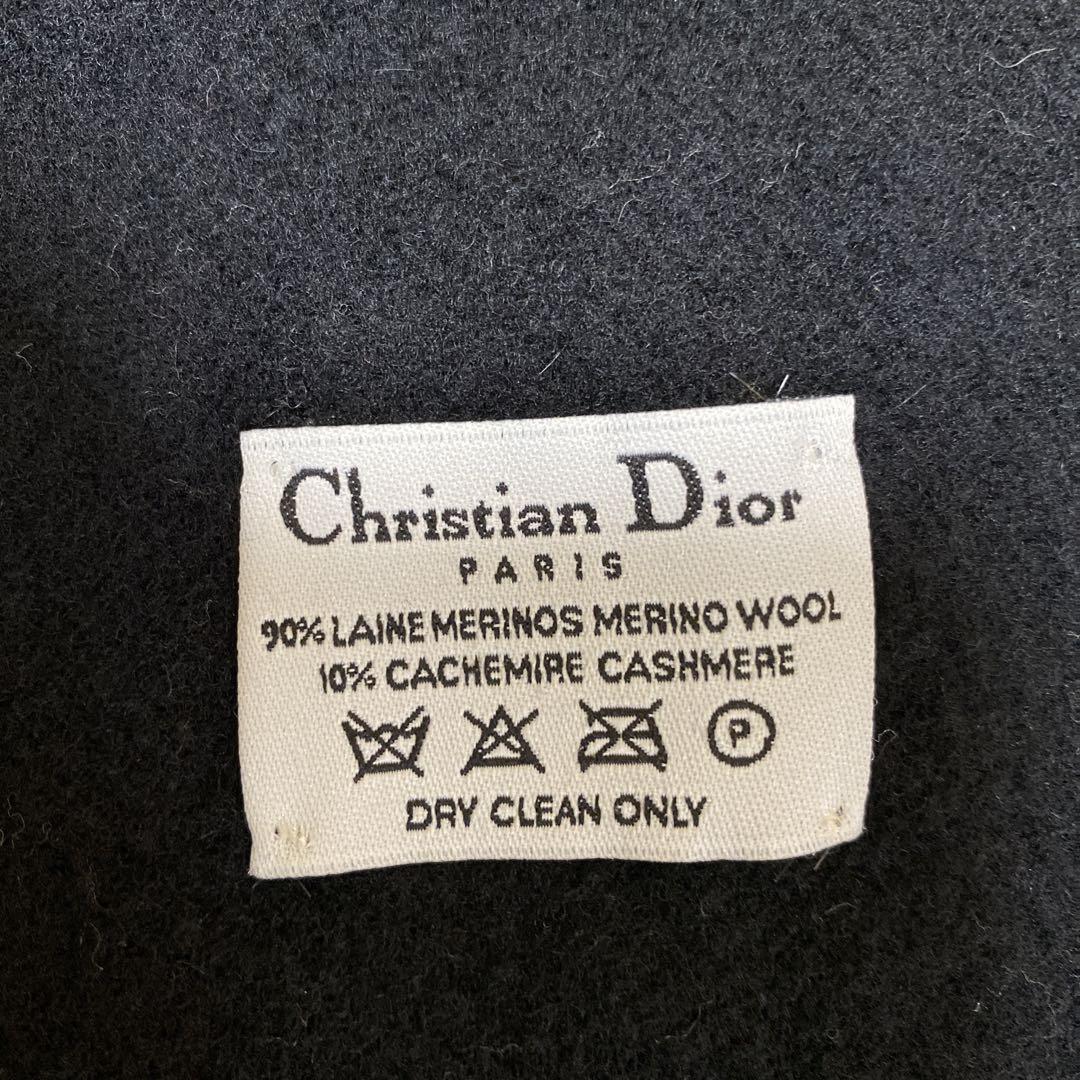 Christian Dior
PARIS
90% LAINE MERINOS MERINO WOOL
10% CACHEMIRE CASHMERE
P
DRY CLEAN ONLY